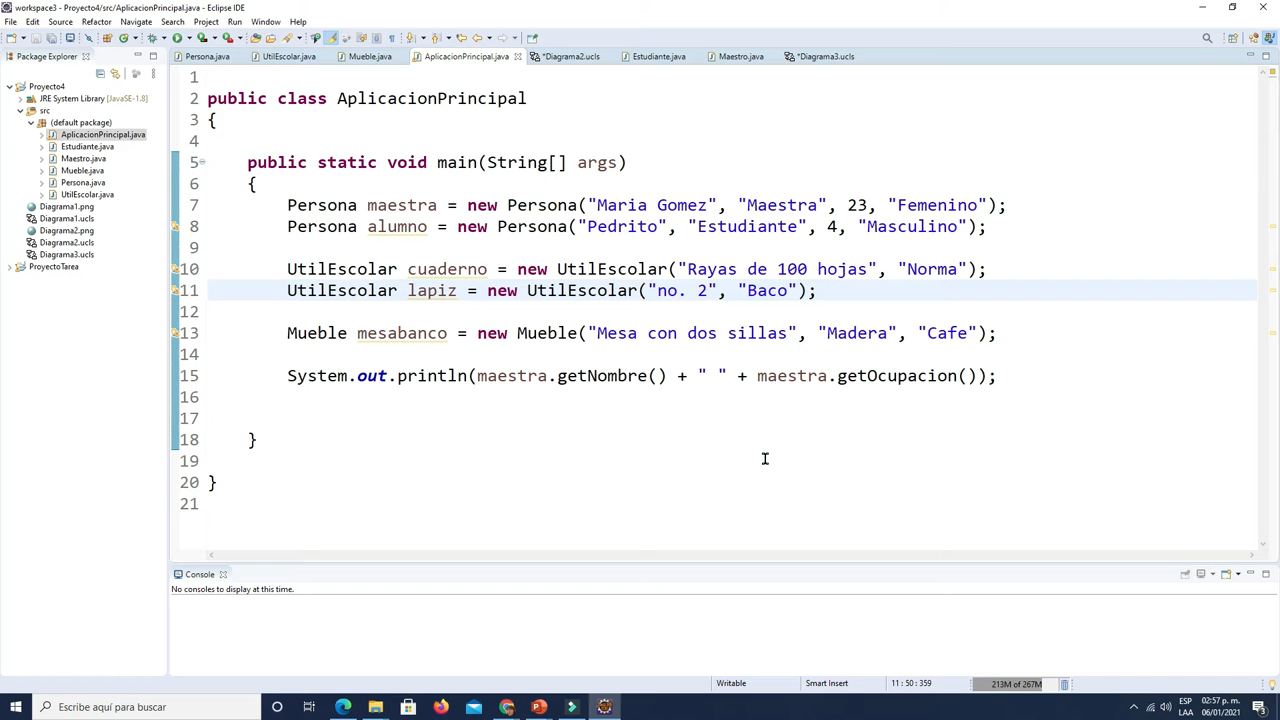 workspace3 - Proyecto4/src/AplicacionPrincipal.java - Eclipse IDE
File Edit Source Refactor Navigate Search Project Run Window Help
Package Explorer
Persona.java UtilEscolar.java Mueble.java AplicacionPrincipal.java *Diagrama2.ucls Estudiante.java Maestro.java *Diagrama3.ucls
Proyecto4
JRE System Library [JavaSE-1.8]
src
(default package)
AplicacionPrincipal.java
Estudiante.java
Maestro.java
Mueble.java
Persona.java
UtilEscolar.java
Diagrama1.png
Diagrama1.ucls
Diagrama2.png
Diagrama2.ucls
Diagrama3.ucls
ProyectoTarea
1
2 public class AplicacionPrincipal
3 {
4
5 public static void main(String[] args)
6 {
7 Persona maestra = new Persona("Maria Gomez", "Maestra", 23, "Femenino");
8 Persona alumno = new Persona("Pedrito", "Estudiante", 4, "Masculino");
9
10 UtilEscolar cuaderno = new UtilEscolar("Rayas de 100 hojas", "Norma");
11 UtilEscolar lapiz = new UtilEscolar("no. 2", "Baco");
12
13 Mueble mesabanco = new Mueble("Mesa con dos sillas", "Madera", "Cafe");
14
15 System.out.println(maestra.getNombre() + " " + maestra.getOcupacion());
16
17
18 }
19
20 }
21
Console
No consoles to display at this time.
Writable Smart Insert 11 : 50 : 359 213M of 267M
Escribe aquí para buscar
ESP 02:57 p. m.
LAA 06/01/2021
3